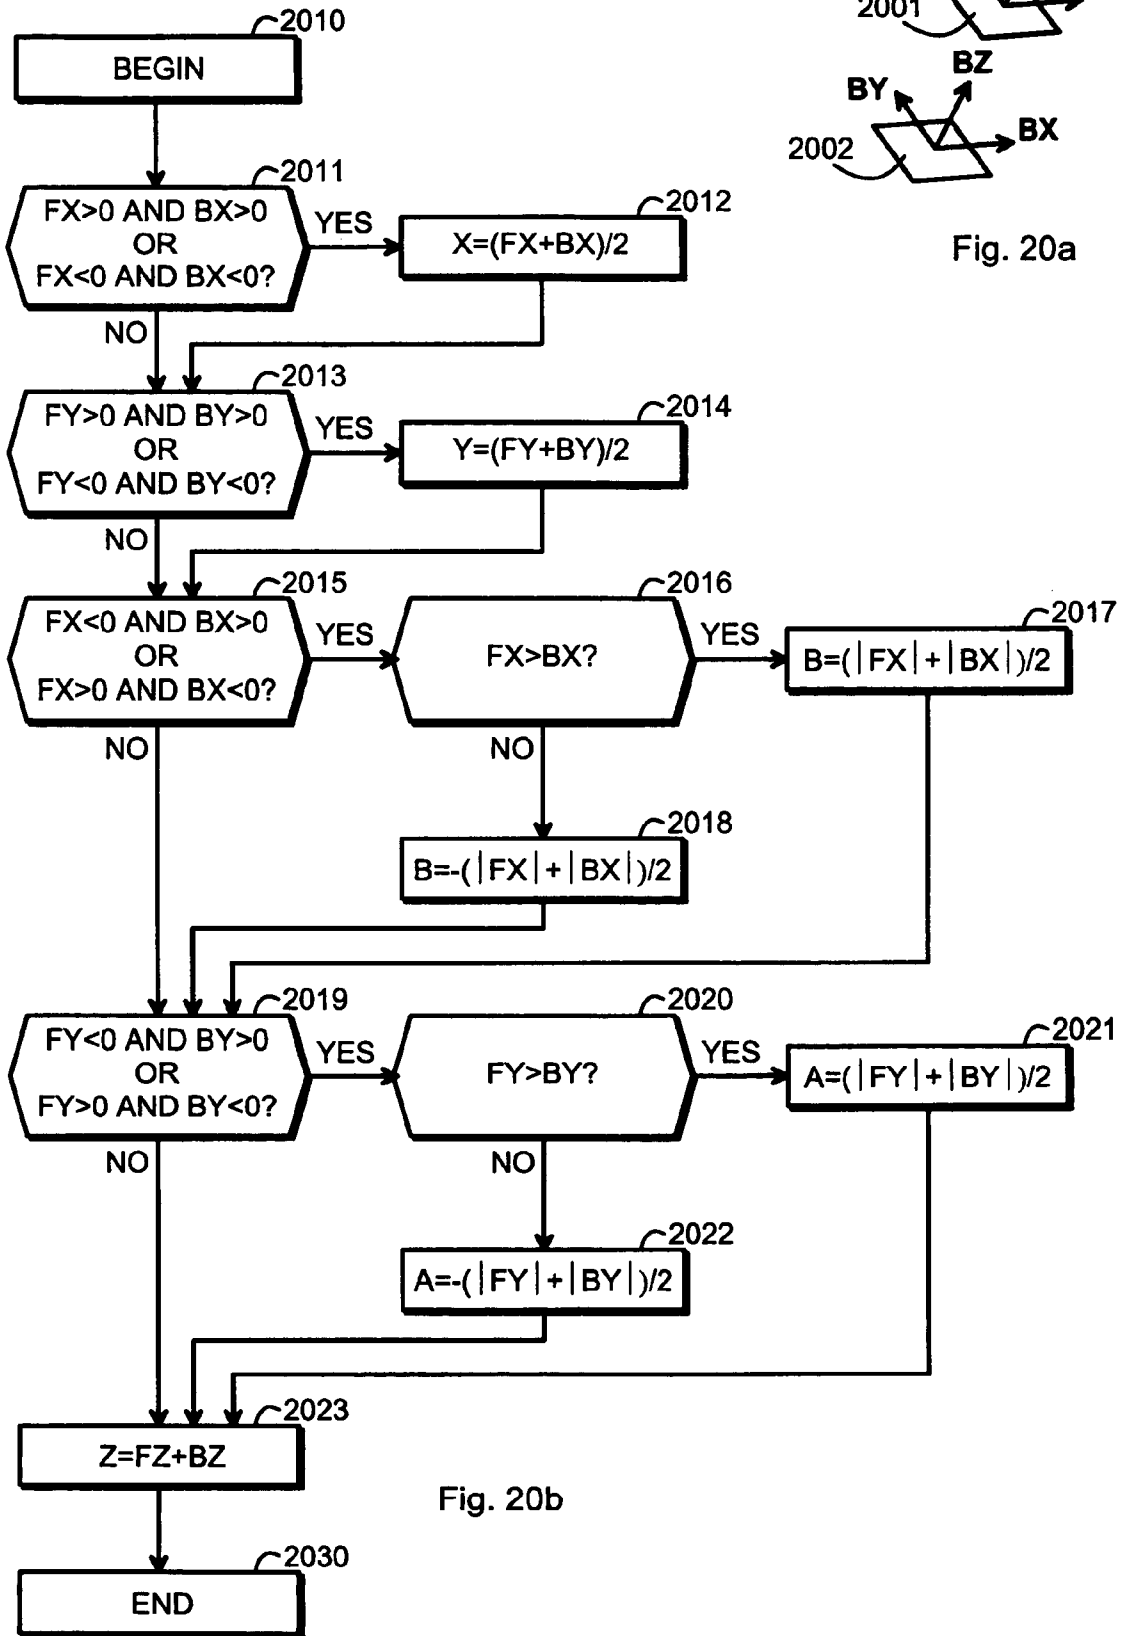 2010
BEGIN
2001
BZ
BY
BX
2002
Fig. 20a
2011
FX>0 AND BX>0
OR
FX<0 AND BX<0?
YES
2012
X=(FX+BX)/2
NO
2013
FY>0 AND BY>0
OR
FY<0 AND BY<0?
YES
2014
Y=(FY+BY)/2
NO
2015
FX<0 AND BX>0
OR
FX>0 AND BX<0?
YES
2016
FX>BX?
YES
2017
B=(|FX|+|BX|)/2
NO
NO
2018
B=-(|FX|+|BX|)/2
2019
FY<0 AND BY>0
OR
FY>0 AND BY<0?
YES
2020
FY>BY?
YES
2021
A=(|FY|+|BY|)/2
NO
NO
2022
A=-(|FY|+|BY|)/2
2023
Z=FZ+BZ
Fig. 20b
2030
END